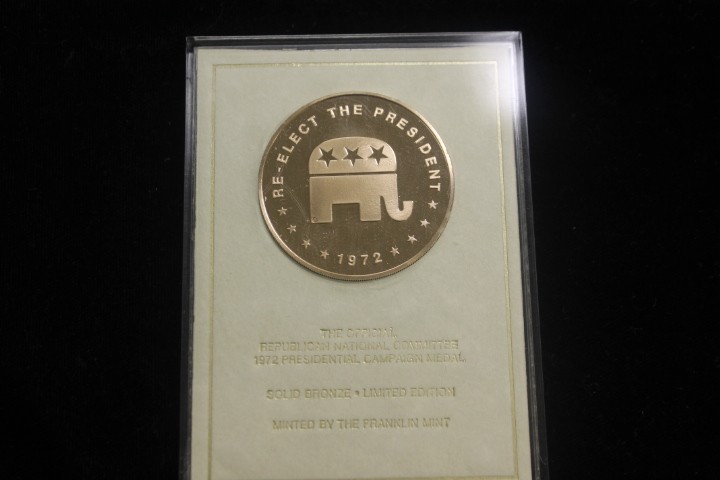 RE-ELECT THE PRESIDENT
1972
THE OFFICIAL
REPUBLICAN NATIONAL COMMITTEE
1972 PRESIDENTIAL CAMPAIGN MEDAL
SOLID BRONZE • LIMITED EDITION
MINTED BY THE FRANKLIN MINT